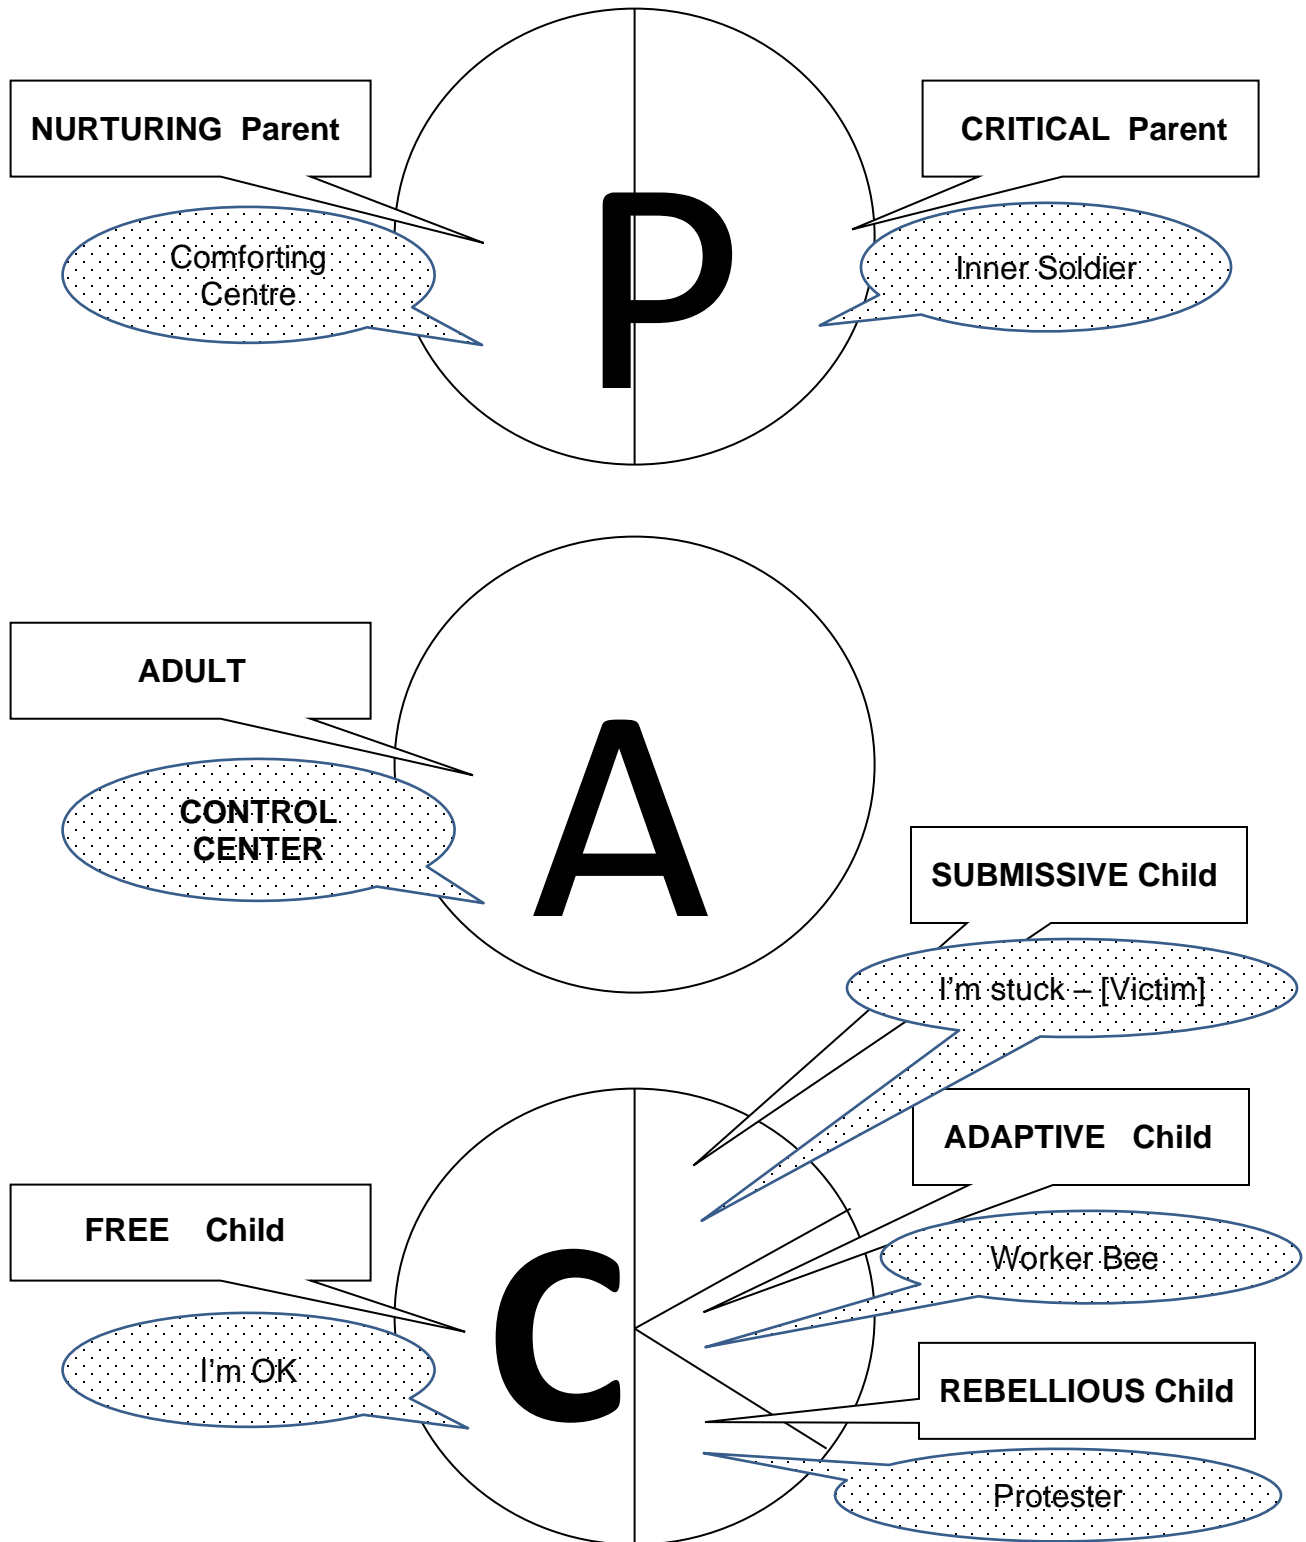 NURTURING Parent
CRITICAL Parent
Comforting
Centre
Inner Soldier
P
ADULT
CONTROL
CENTER
A
SUBMISSIVE Child
I'm stuck – [Victim]
ADAPTIVE Child
FREE Child
Worker Bee
C
I'm OK
REBELLIOUS Child
Protester